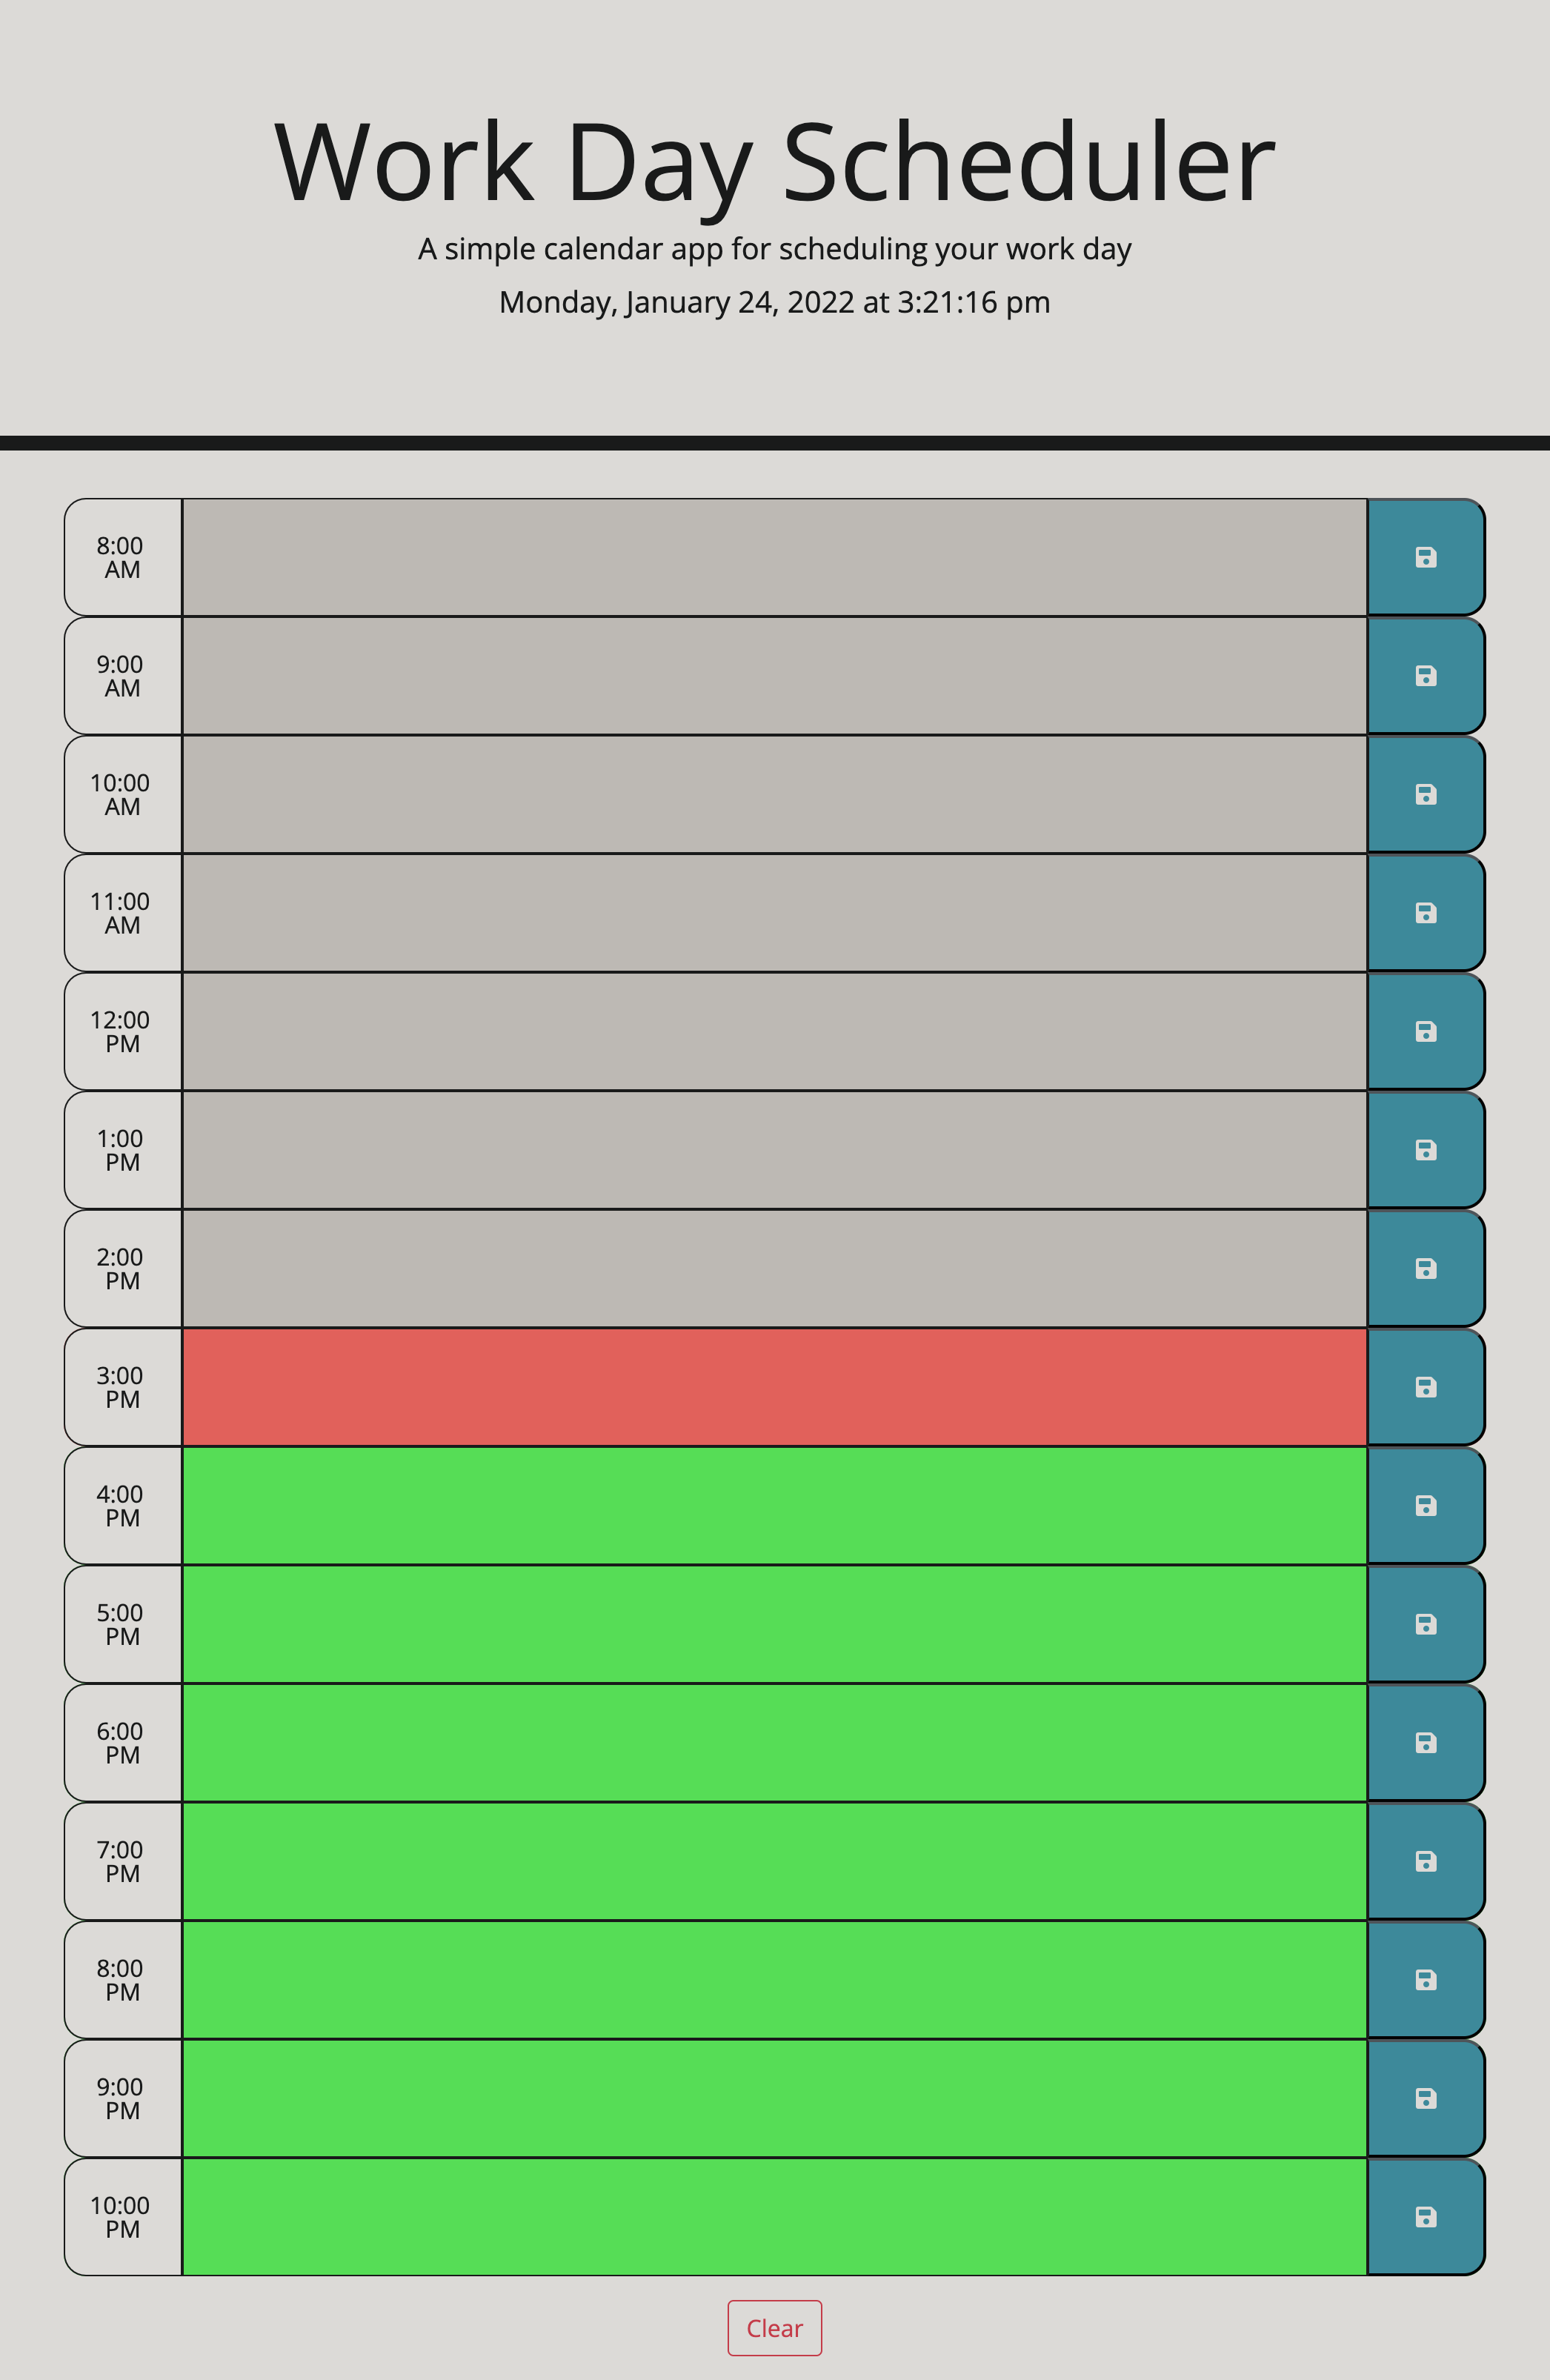 Work Day Scheduler
A simple calendar app for scheduling your work day
Monday, January 24, 2022 at 3:21:16 pm
8:00
AM
9:00
AM
10:00
AM
11:00
AM
12:00
PM
1:00
PM
2:00
PM
3:00
PM
4:00
PM
5:00
PM
6:00
PM
7:00
PM
8:00
PM
9:00
PM
10:00
PM
Clear